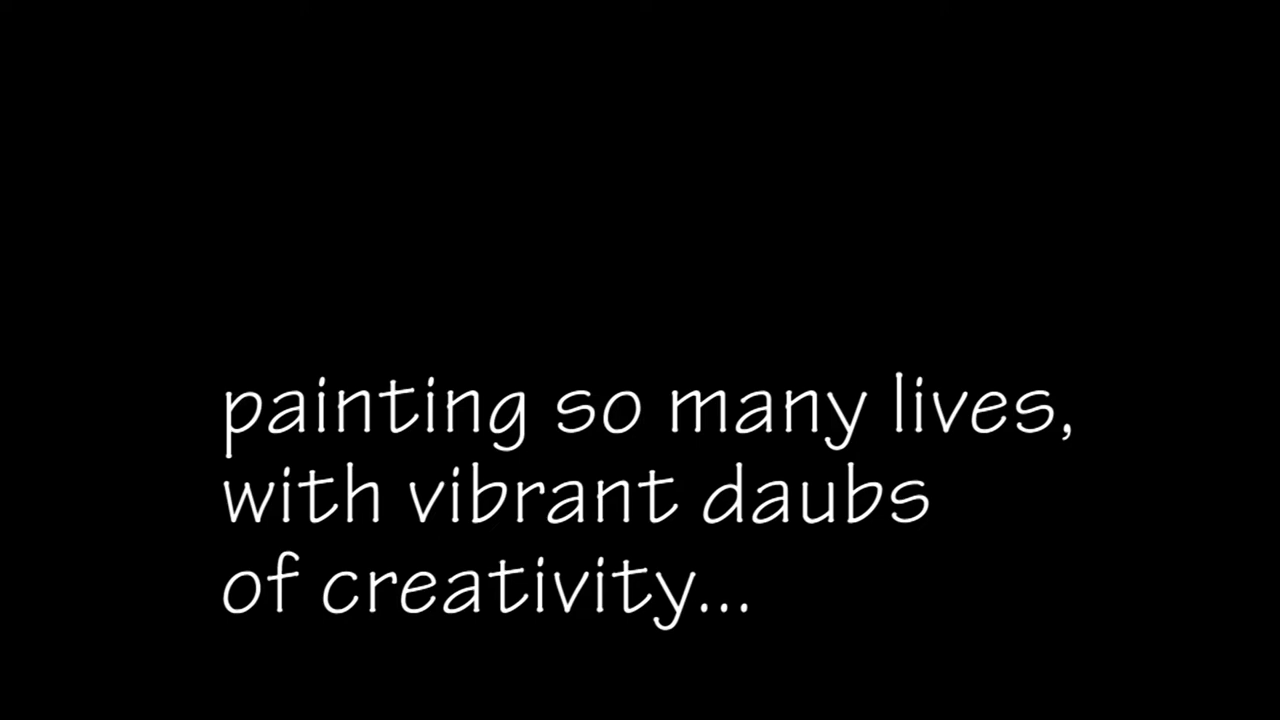 painting so many lives,
with vibrant daubs
of creativity...